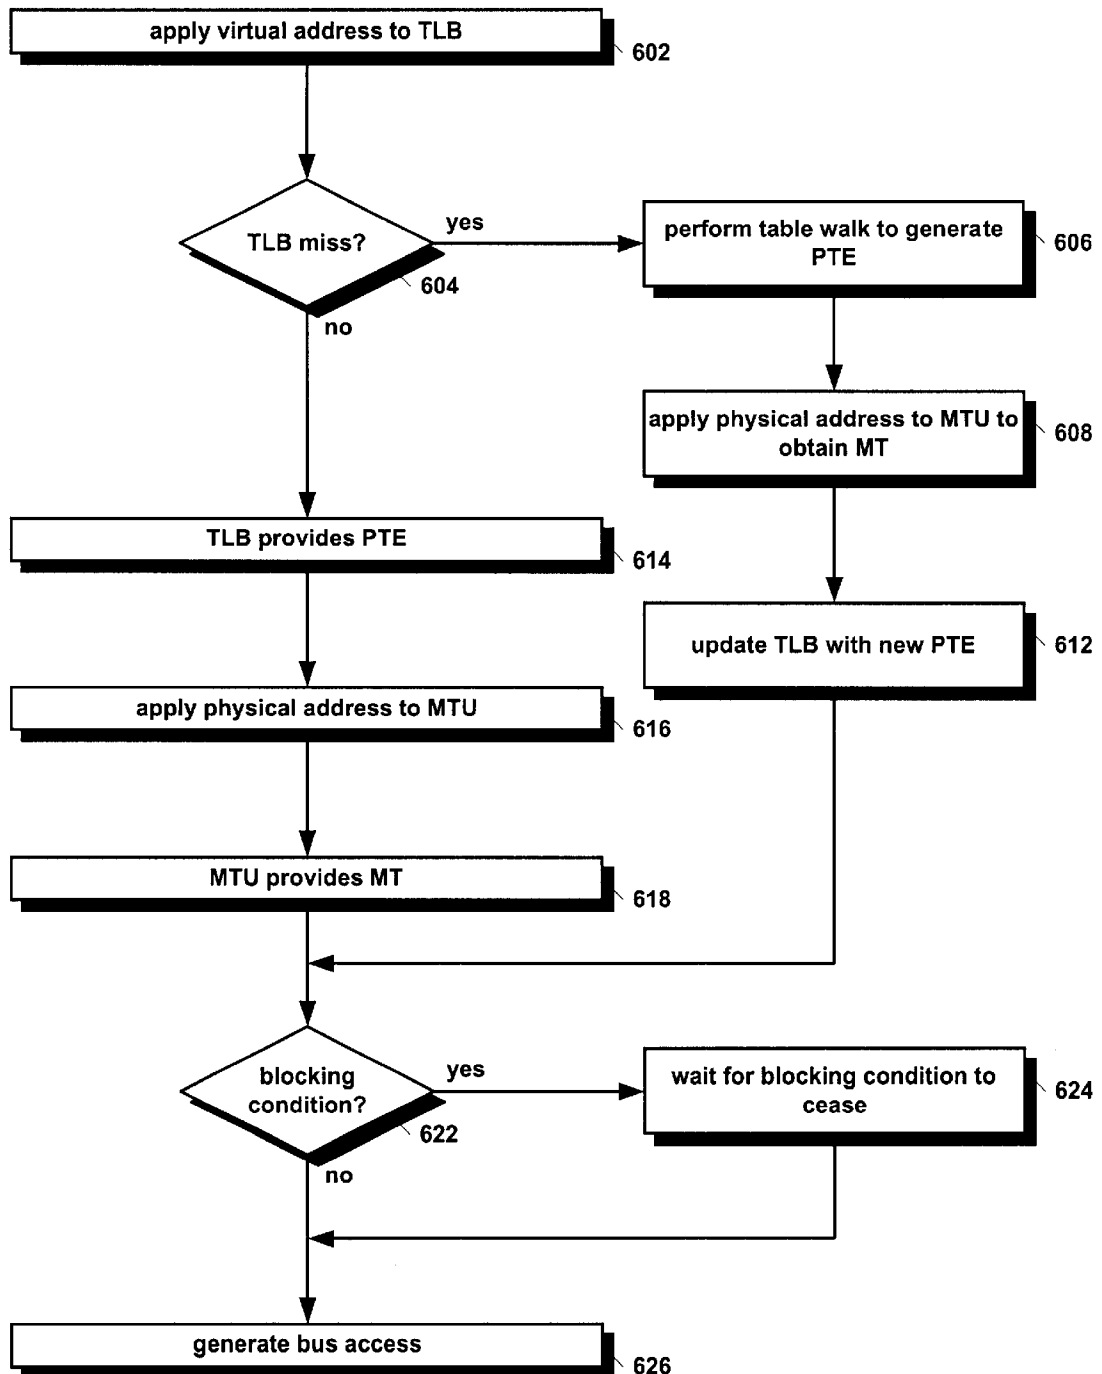 apply virtual address to TLB
602
TLB miss?
604
yes
no
perform table walk to generate
PTE
606
apply physical address to MTU to
obtain MT
608
TLB provides PTE
614
update TLB with new PTE
612
apply physical address to MTU
616
MTU provides MT
618
blocking
condition?
622
yes
no
wait for blocking condition to
cease
624
generate bus access
626